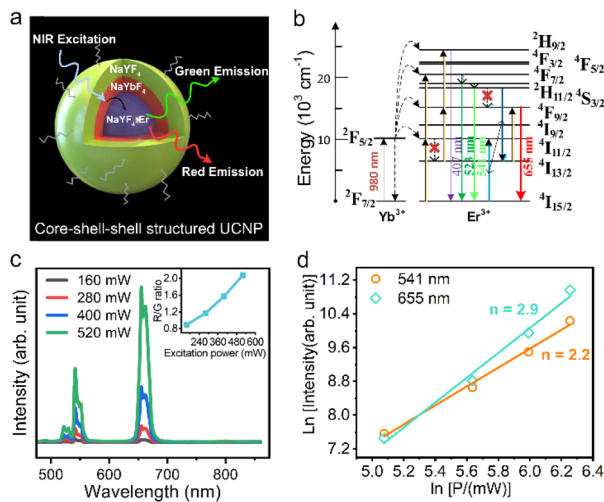 a
NIR Excitation
NaYF₄
NaYbF₄
NaYF₄:Er
Green Emission
Red Emission
Core-shell-shell structured UCNP
b
Energy (10³ cm⁻¹)
25
20
15
10
5
0
²F₅/₂
²F₇/₂
980 nm
407 nm
523 nm
541 nm
655 nm
²H₉/₂
⁴F₃/₂ ⁴F₅/₂
⁴F₇/₂
²H₁₁/₂ ⁴S₃/₂
⁴F₉/₂
⁴I₉/₂
⁴I₁₁/₂
⁴I₁₃/₂
⁴I₁₅/₂
Yb³⁺ Er³⁺
c
160 mW
280 mW
400 mW
520 mW
R/G ratio
2.0
1.6
1.2
0.8
240 360 480 600
Excitation power (mW)
Intensity (arb. unit)
500 600 700 800
Wavelength (nm)
d
541 nm
655 nm
n = 2.9
n = 2.2
Ln [Intensity(arb. unit)]
11.2
10.4
9.6
8.8
8.0
7.2
5.0 5.2 5.4 5.6 5.8 6.0 6.2 6.4
ln [P/(mW)]